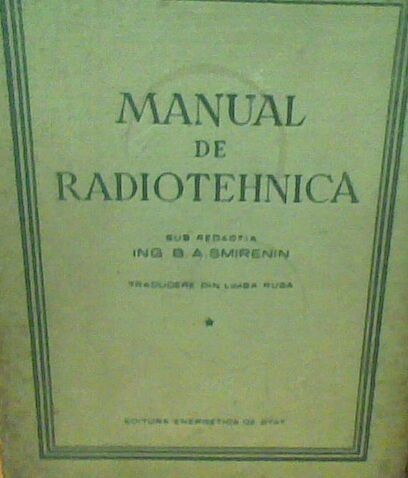 MANUAL
DE
RADIOTEHNICA
SUB REDACTIA
ING B. A. SMIRENIN
TRADUCERE DIN LIMBA RUSA
EDITURA ENERGETICA DE STAT